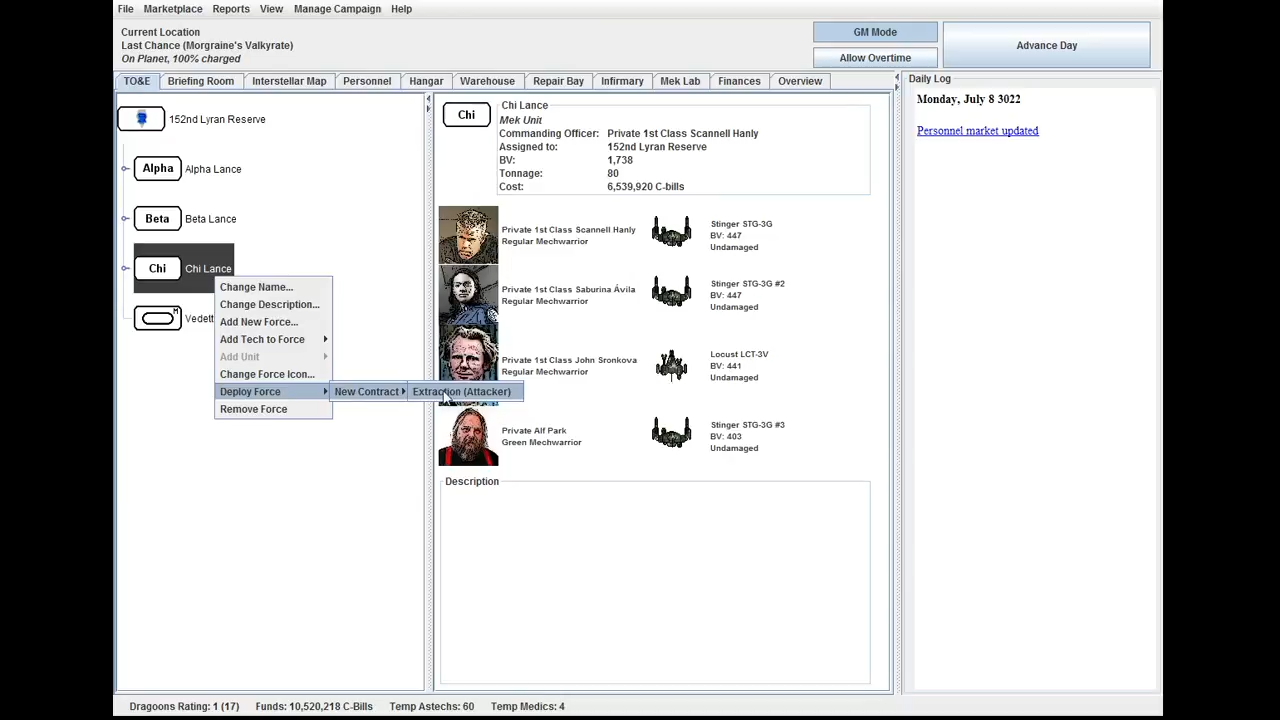 File Marketplace Reports View Manage Campaign Help
Current Location
Last Chance (Morgraine's Valkyrate)
On Planet, 100% charged
GM Mode
Allow Overtime
Advance Day
TO&E Briefing Room Interstellar Map Personnel Hangar Warehouse Repair Bay Infirmary Mek Lab Finances Overview
152nd Lyran Reserve
Alpha Alpha Lance
Beta Beta Lance
Chi Chi Lance
M
Change Name...
Change Description...
Add New Force...
Add Tech to Force
Add Unit
Change Force Icon...
Deploy Force New Contract Extraction (Attacker)
Remove Force
Chi
Chi Lance
Mek Unit
Commanding Officer: Private 1st Class Scannell Hanly
Assigned to: 152nd Lyran Reserve
BV: 1,738
Tonnage: 80
Cost: 6,539,920 C-bills
Private 1st Class Scannell Hanly
Regular Mechwarrior
Stinger STG-3G
BV: 447
Undamaged
Private 1st Class Saburina Ávila
Regular Mechwarrior
Stinger STG-3G #2
BV: 447
Undamaged
Private 1st Class John Sronkova
Regular Mechwarrior
Locust LCT-3V
BV: 441
Undamaged
Private Alf Park
Green Mechwarrior
Stinger STG-3G #3
BV: 403
Undamaged
Description
Daily Log
Monday, July 8 3022
Personnel market updated
Dragoons Rating: 1 (17) Funds: 10,520,218 C-Bills Temp Astechs: 60 Temp Medics: 4